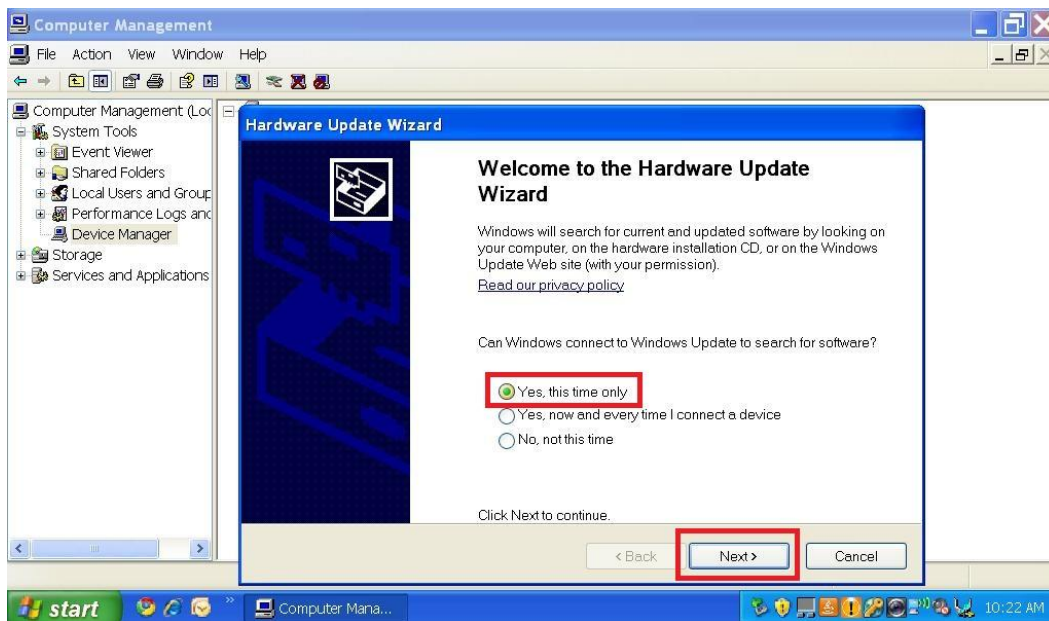 Computer Management
File Action View Window Help
Computer Management (Loc
System Tools
Event Viewer
Shared Folders
Local Users and Group
Performance Logs and
Device Manager
Storage
Services and Applications
Hardware Update Wizard
Welcome to the Hardware Update
Wizard
Windows will search for current and updated software by looking on
your computer, on the hardware installation CD, or on the Windows
Update Web site (with your permission).
Read our privacy policy
Can Windows connect to Windows Update to search for software?
Yes, this time only
Yes, now and every time I connect a device
No, not this time
Click Next to continue.
< Back Next > Cancel
start Computer Mana... 10:22 AM